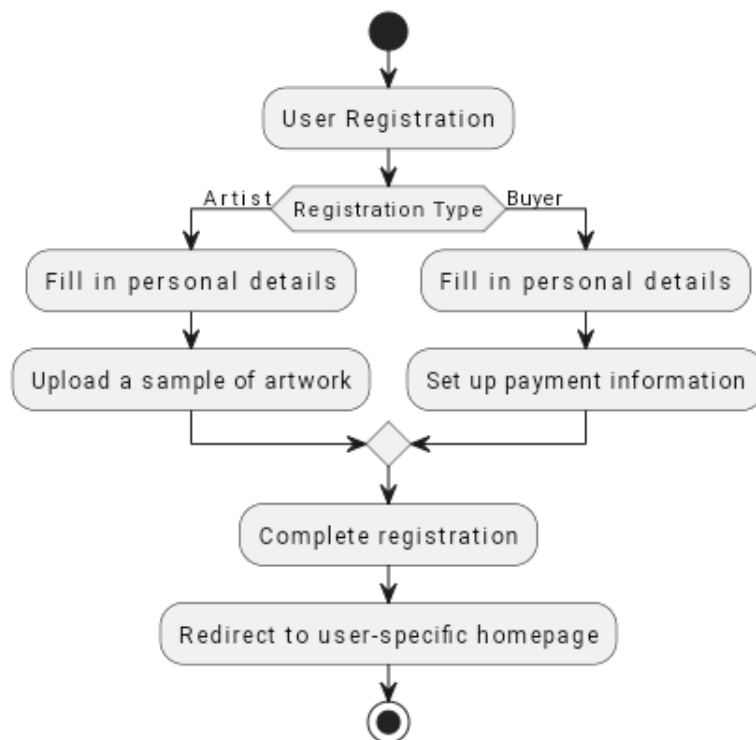 User Registration
Artist
Registration Type
Buyer
Fill in personal details
Fill in personal details
Upload a sample of artwork
Set up payment information
Complete registration
Redirect to user-specific homepage